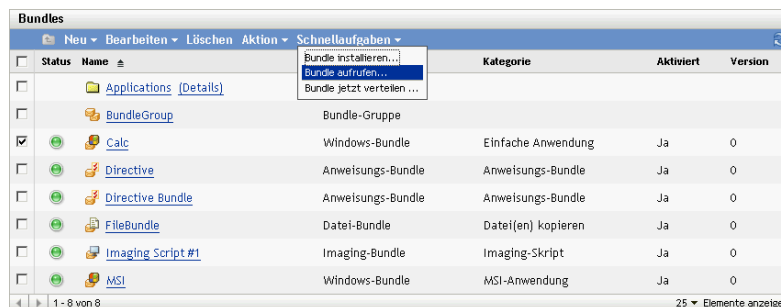 Bundles
Neu Bearbeiten Löschen Aktion Schnellaufgaben
Bundle installieren...
Bundle aufrufen...
Bundle jetzt verteilen ...
Status Name Kategorie Aktiviert Version
Applications (Details)
BundleGroup Bundle-Gruppe
Calc Windows-Bundle Einfache Anwendung Ja 0
Directive Anweisungs-Bundle Anweisungs-Bundle Ja 0
Directive Bundle Anweisungs-Bundle Anweisungs-Bundle Ja 0
FileBundle Datei-Bundle Datei(en) kopieren Ja 0
Imaging Script #1 Imaging-Bundle Imaging-Skript Ja 0
MSI Windows-Bundle MSI-Anwendung Ja 0
1 - 8 von 8 25 Elemente anzeige